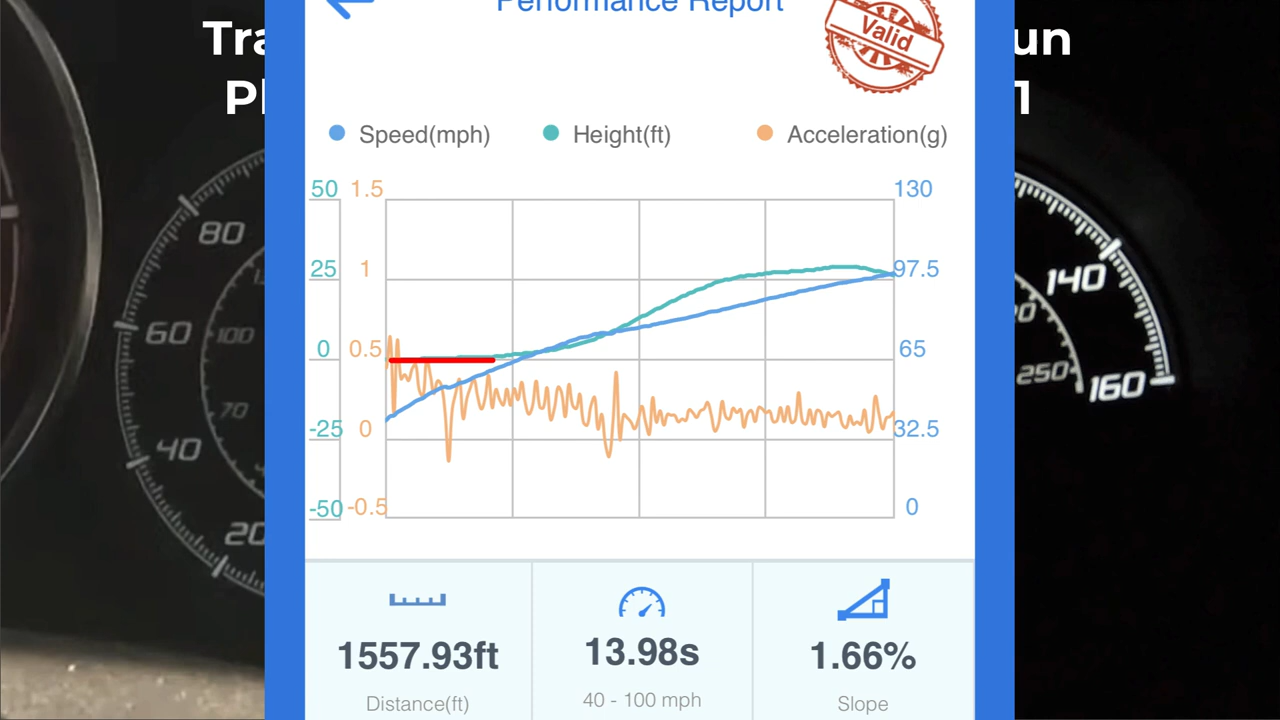 Performance Report
Valid
un
1
Speed(mph) Height(ft) Acceleration(g)
50 1.5 130
25 1 97.5
0 0.5 65
-25 0 32.5
-50 -0.5 0
80
60 100
70
40
20
140
250 160
1557.93ft 13.98s 1.66%
Distance(ft) 40 - 100 mph Slope